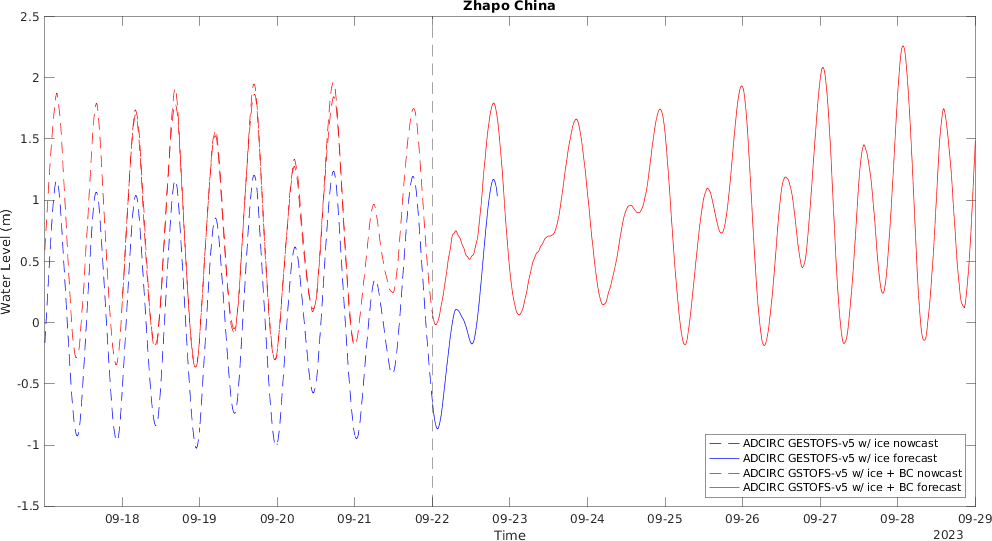 Zhapo China
2.5
2
1.5
1
0.5
0
-0.5
-1
-1.5
Water Level (m)
09-18 09-19 09-20 09-21 09-22 09-23 09-24 09-25 09-26 09-27 09-28 09-29
Time
2023
ADCIRC GESTOFS-v5 w/ ice nowcast
ADCIRC GESTOFS-v5 w/ ice forecast
ADCIRC GSTOFS-v5 w/ ice + BC nowcast
ADCIRC GSTOFS-v5 w/ ice + BC forecast